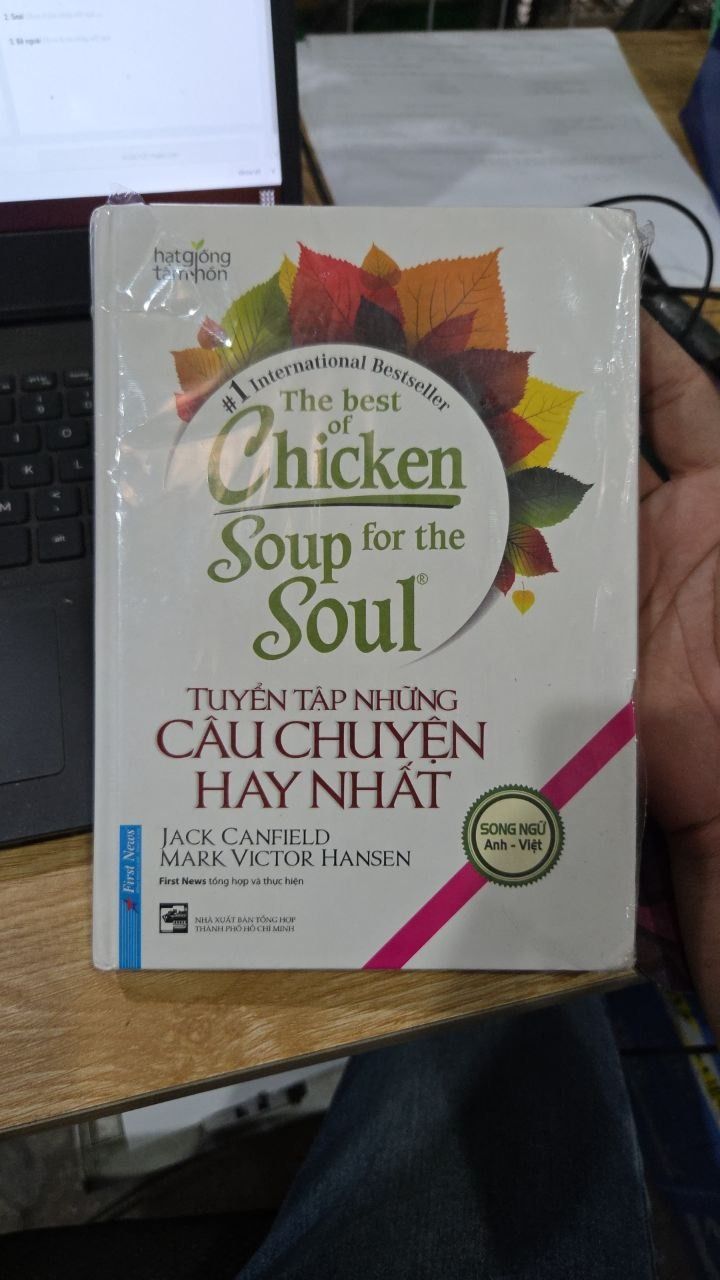 hạtgiống
tâmhồn
#1 International Bestseller
The best
of
Chicken
Soup for the
Soul®
TUYỂN TẬP NHỮNG
CÂU CHUYỆN
HAY NHẤT
JACK CANFIELD
MARK VICTOR HANSEN
First News tổng hợp và thực hiện
First News
NHÀ XUẤT BẢN TỔNG HỢP
THÀNH PHỐ HỒ CHÍ MINH
SONG NGỮ
Anh - Việt
I
O
K
L
M
alt